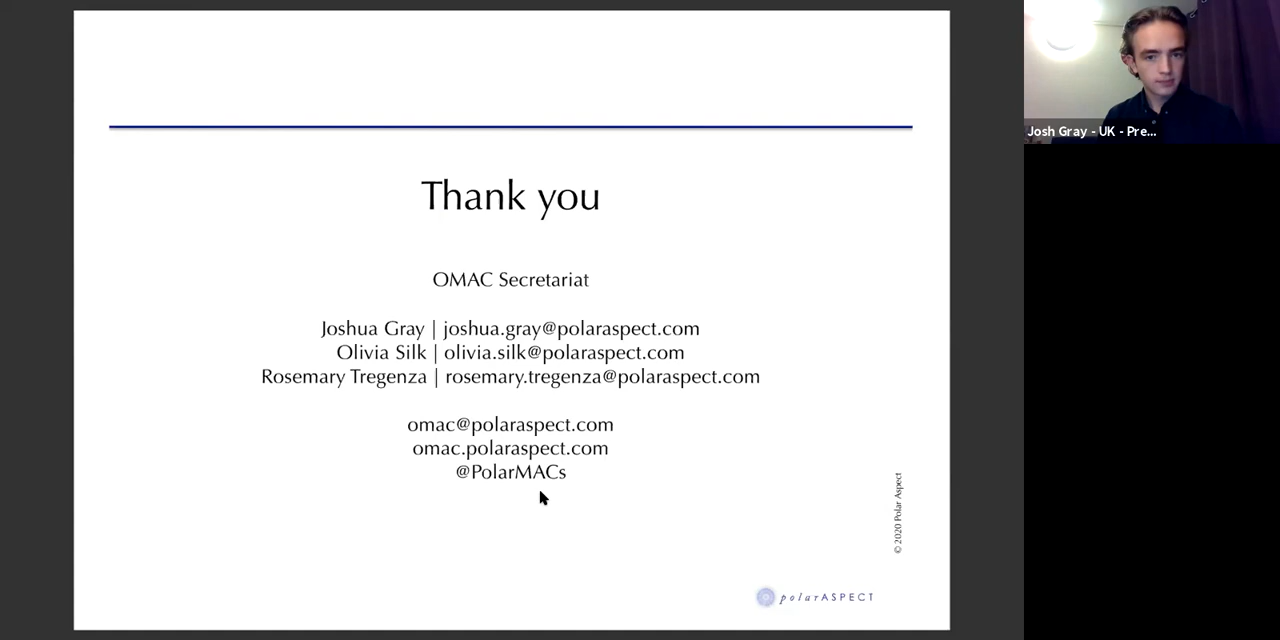 Thank you
OMAC Secretariat
Joshua Gray | joshua.gray@polaraspect.com
Olivia Silk | olivia.silk@polaraspect.com
Rosemary Tregenza | rosemary.tregenza@polaraspect.com
omac@polaraspect.com
omac.polaraspect.com
@PolarMACs
© 2020 Polar Aspect
polarASPECT
Josh Gray - UK - Pre...